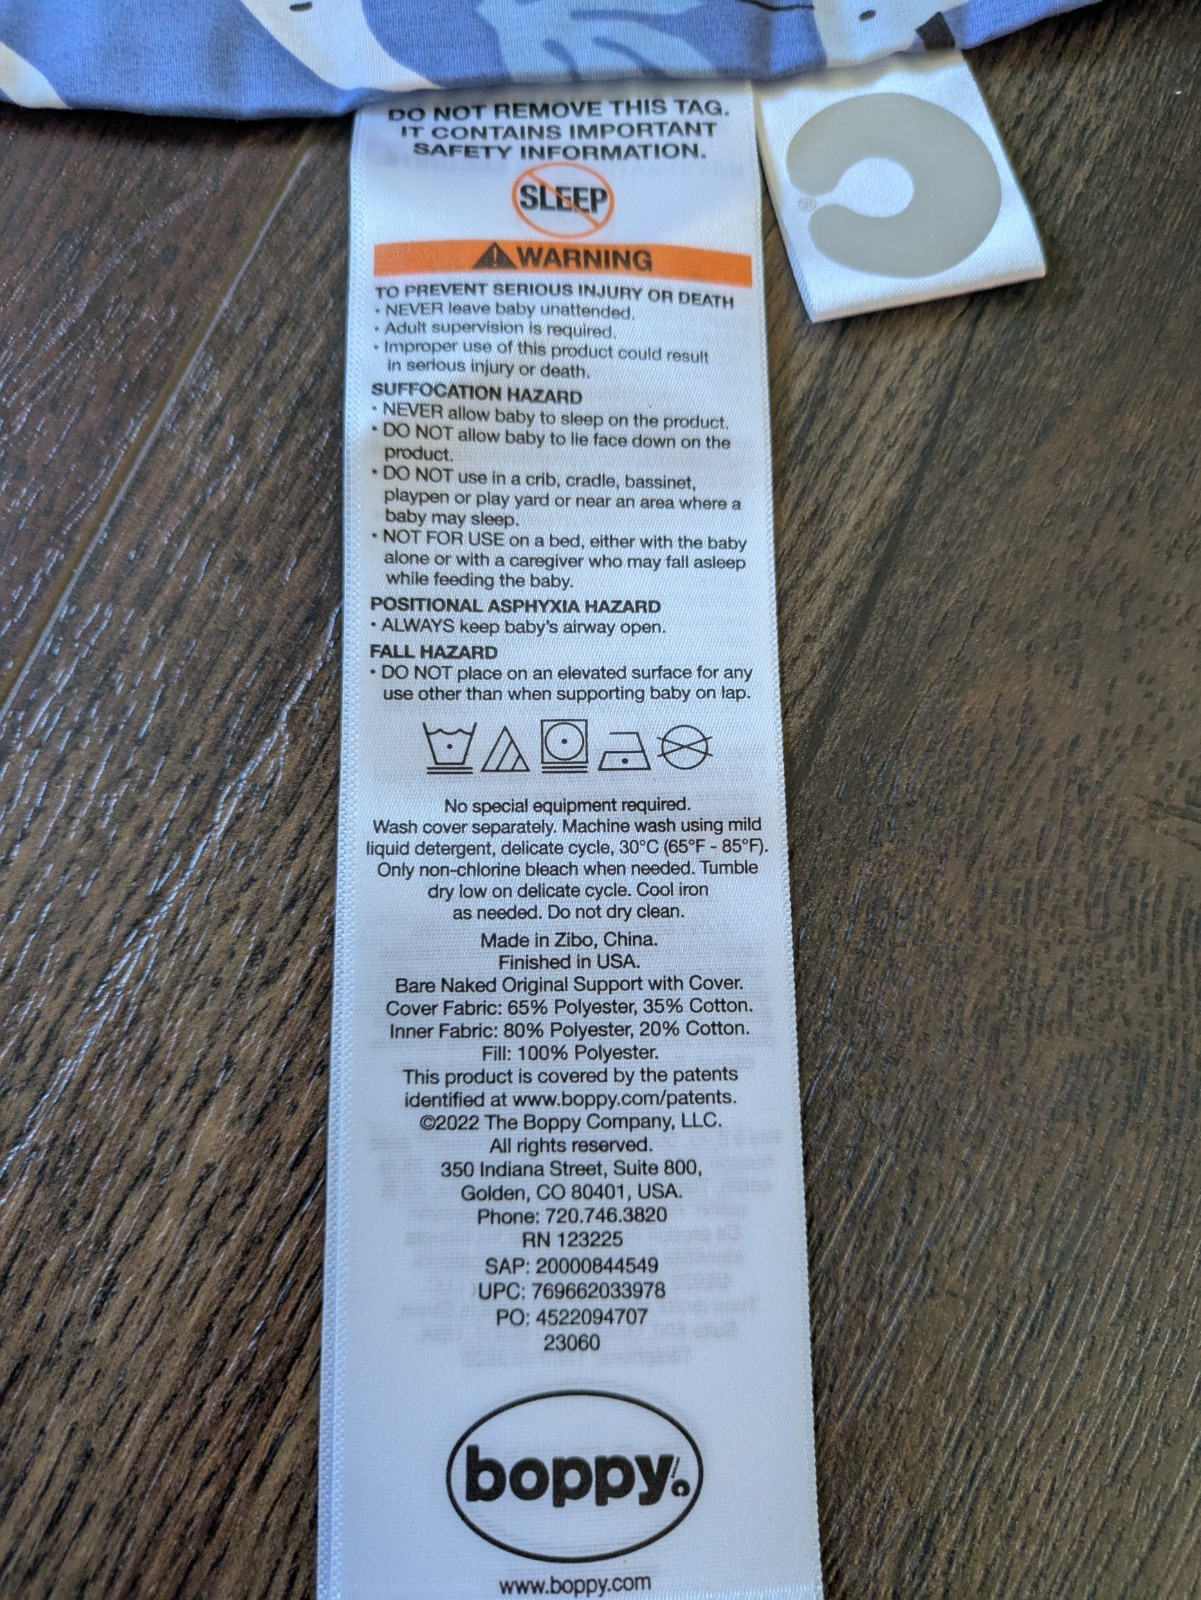 DO NOT REMOVE THIS TAG.
IT CONTAINS IMPORTANT
SAFETY INFORMATION.
SLEEP
WARNING
TO PREVENT SERIOUS INJURY OR DEATH
• NEVER leave baby unattended.
• Adult supervision is required.
• Improper use of this product could result
in serious injury or death.
SUFFOCATION HAZARD
• NEVER allow baby to sleep on the product.
• DO NOT allow baby to lie face down on the
product.
• DO NOT use in a crib, cradle, bassinet,
playpen or play yard or near an area where a
baby may sleep.
• NOT FOR USE on a bed, either with the baby
alone or with a caregiver who may fall asleep
while feeding the baby.
POSITIONAL ASPHYXIA HAZARD
• ALWAYS keep baby's airway open.
FALL HAZARD
• DO NOT place on an elevated surface for any
use other than when supporting baby on lap.
No special equipment required.
Wash cover separately. Machine wash using mild
liquid detergent, delicate cycle, 30°C (65°F - 85°F).
Only non-chlorine bleach when needed. Tumble
dry low on delicate cycle. Cool iron
as needed. Do not dry clean.
Made in Zibo, China.
Finished in USA.
Bare Naked Original Support with Cover.
Cover Fabric: 65% Polyester, 35% Cotton.
Inner Fabric: 80% Polyester, 20% Cotton.
Fill: 100% Polyester.
This product is covered by the patents
identified at www.boppy.com/patents.
©2022 The Boppy Company, LLC.
All rights reserved.
350 Indiana Street, Suite 800,
Golden, CO 80401, USA.
Phone: 720.746.3820
RN 123225
SAP: 20000844549
UPC: 769662033978
PO: 4522094707
23060
boppy
www.boppy.com